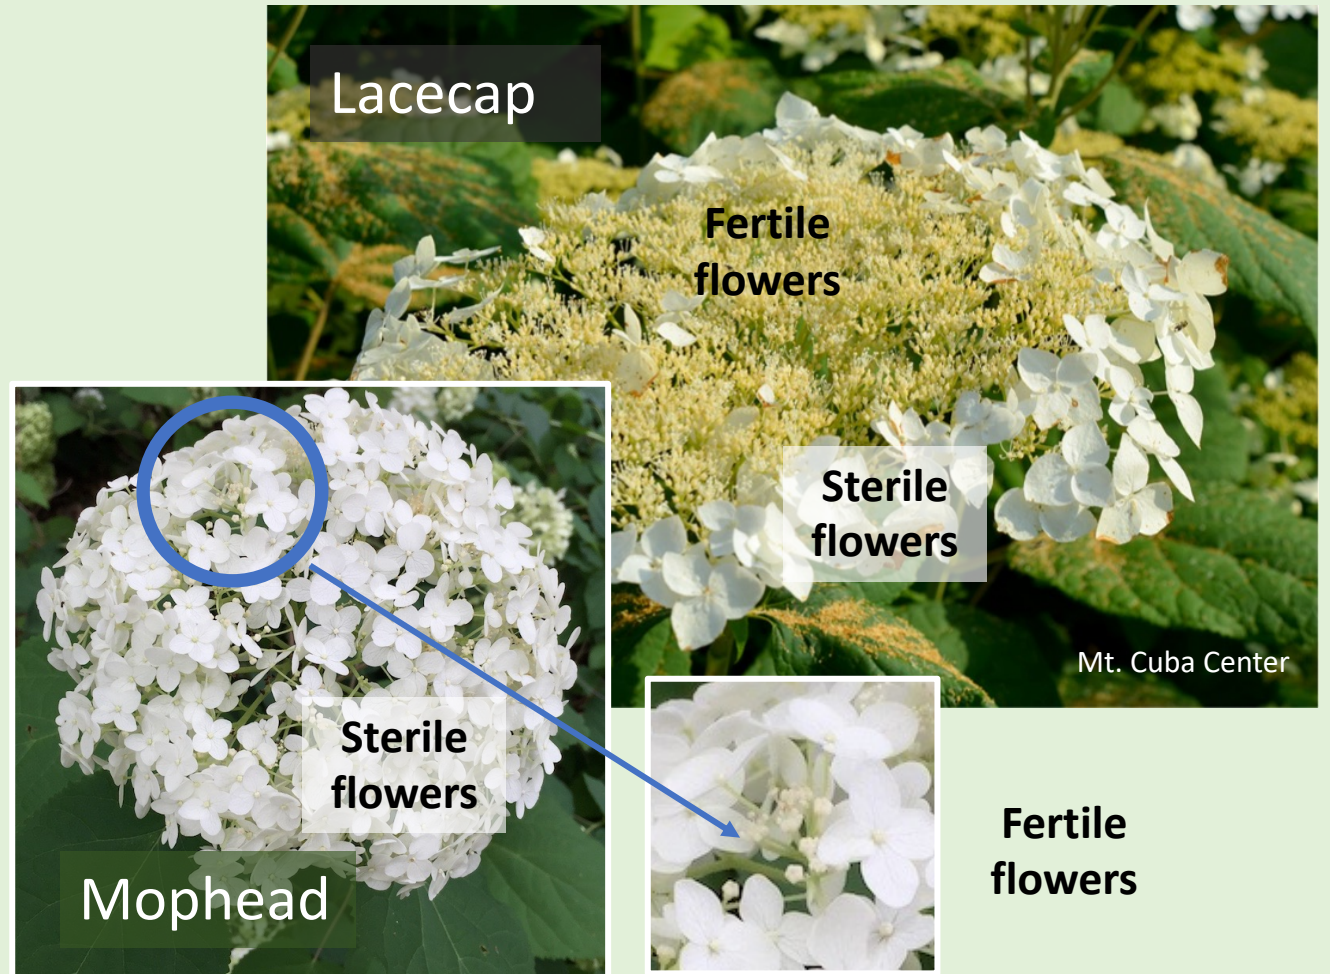 Lacecap
Fertile
flowers
Sterile
flowers
Mt. Cuba Center
Sterile
flowers
Mophead
Fertile
flowers